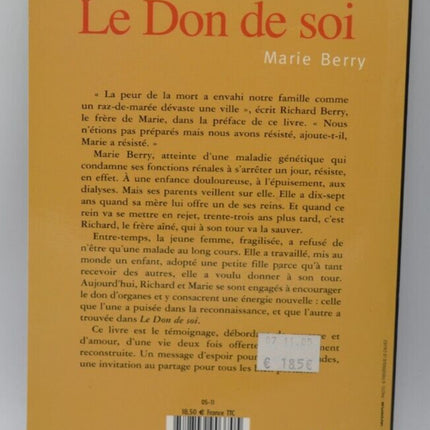 Le Don de soi
Marie Berry
« La peur de la mort a envahi notre famille comme
un raz-de-marée dévaste une ville », écrit Richard Berry,
le frère de Marie, dans la préface de ce livre. « Nous
n'étions pas préparés mais nous avons résisté, ajoute-t-il,
Marie a résisté. »
Marie Berry, atteinte d'une maladie génétique qui
condamne ses fonctions rénales à s'arrêter un jour, résiste,
en effet. À une enfance douloureuse, à l'épuisement, aux
dialyses. Mais ses parents veillent sur elle. Elle a dix-sept
ans quand sa mère lui offre un de ses reins. Et quand ce
rein va se mettre en rejet, trente-trois ans plus tard, c'est
Richard, le frère aîné, qui à son tour va la sauver.
Entre-temps, la jeune femme, fragilisée, a refusé de
n'être qu'une malade au long cours. Elle a travaillé, mis au
monde un enfant, adopté une petite fille parce qu'à tant
recevoir des autres, elle a voulu donner à son tour.
Aujourd'hui, Richard et Marie se sont engagés à encourager
le don d'organes et y consacrent une énergie nouvelle : celle
que l'une a puisée dans la reconnaissance, et que l'autre a
trouvée dans Le Don de soi.
Ce livre est le témoignage, et
d'amour, d'une vie deux fois
reconstruite. Un message d'espoir
une invitation au partage pour tous les
07 11 05
€ 18.5€
05-11
18,50 € France TTC